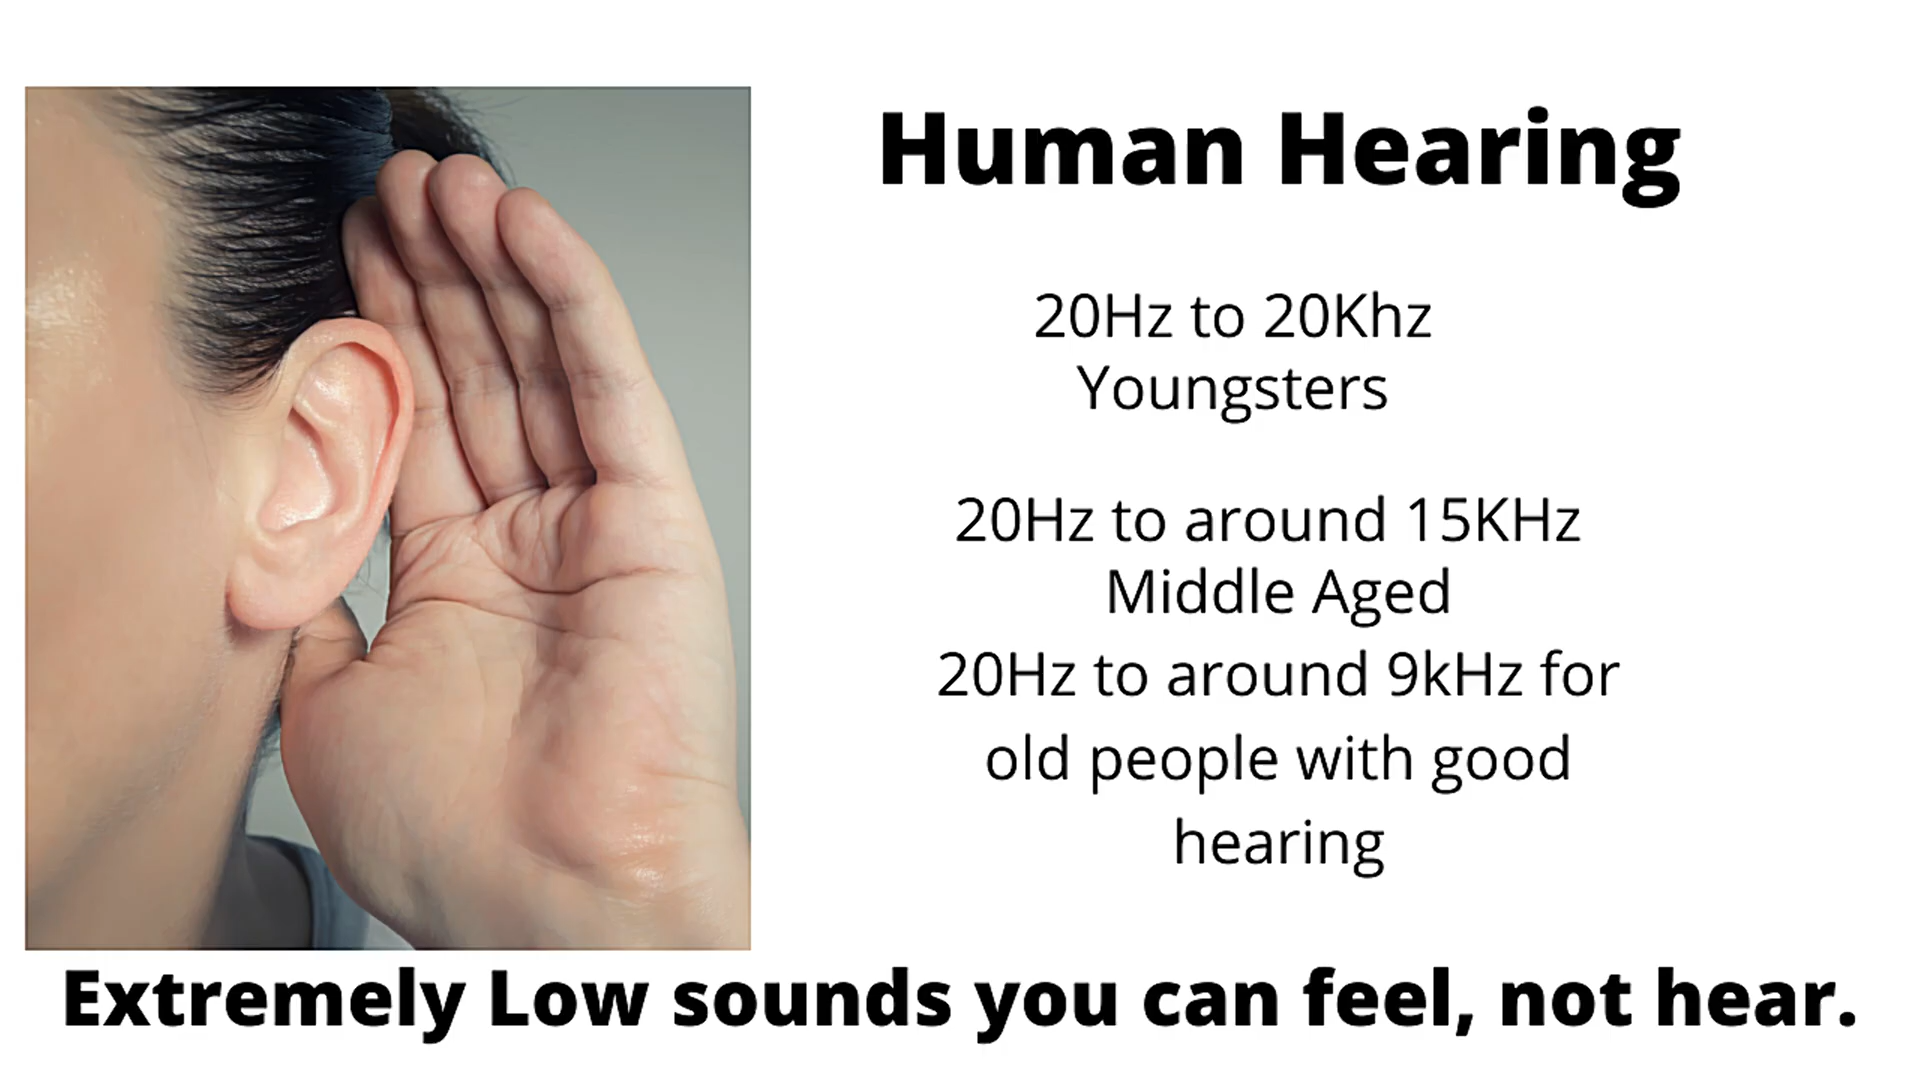 Human Hearing
20Hz to 20Khz
Youngsters
20Hz to around 15KHz
Middle Aged
20Hz to around 9kHz for
old people with good
hearing
Extremely Low sounds you can feel, not hear.